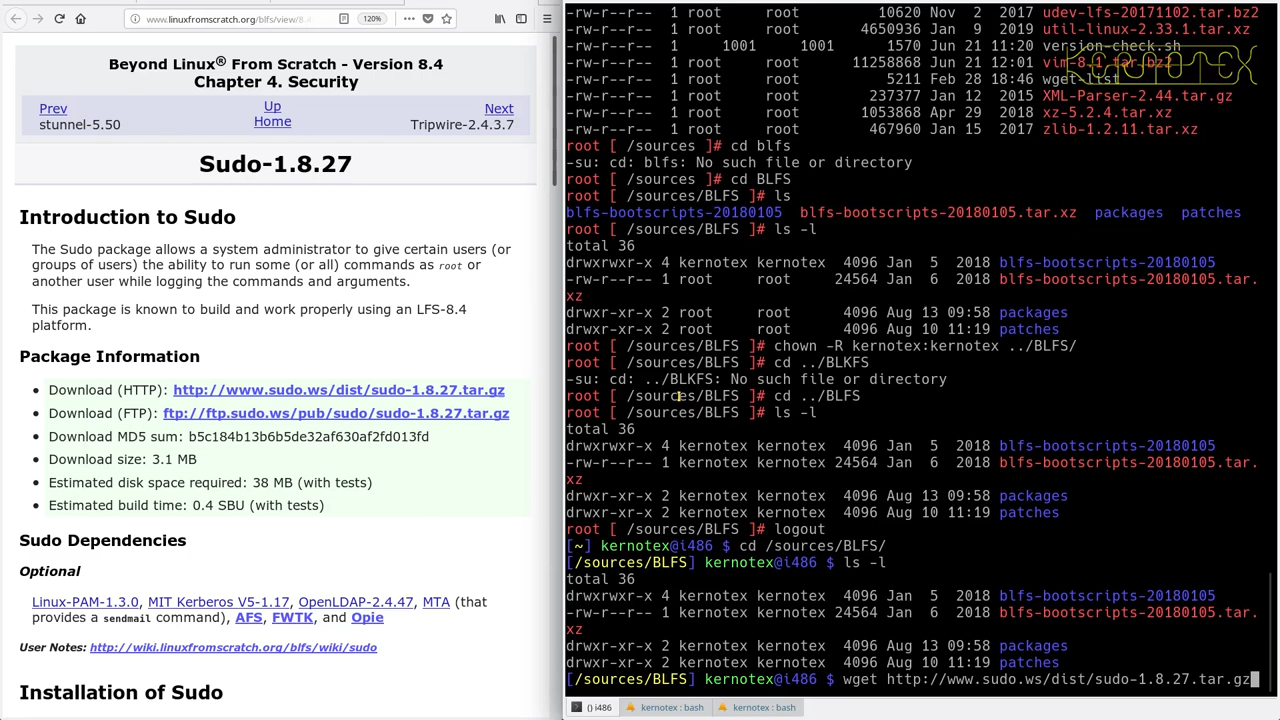 www.linuxfromscratch.org/blfs/view/8.
120%
Beyond Linux® From Scratch - Version 8.4
Chapter 4. Security
Prev
Up
Next
stunnel-5.50
Home
Tripwire-2.4.3.7
Sudo-1.8.27
Introduction to Sudo
The Sudo package allows a system administrator to give certain users (or
groups of users) the ability to run some (or all) commands as root or
another user while logging the commands and arguments.
This package is known to build and work properly using an LFS-8.4
platform.
Package Information
Download (HTTP): http://www.sudo.ws/dist/sudo-1.8.27.tar.gz
Download (FTP): ftp://ftp.sudo.ws/pub/sudo/sudo-1.8.27.tar.gz
Download MD5 sum: b5c184b13b6b5de32af630af2fd013fd
Download size: 3.1 MB
Estimated disk space required: 38 MB (with tests)
Estimated build time: 0.4 SBU (with tests)
Sudo Dependencies
Optional
Linux-PAM-1.3.0, MIT Kerberos V5-1.17, OpenLDAP-2.4.47, MTA (that
provides a sendmail command), AFS, FWTK, and Opie
User Notes: http://wiki.linuxfromscratch.org/blfs/wiki/sudo
Installation of Sudo
-rw-r--r-- 1 root root 10620 Nov 2 2017 udev-lfs-20171102.tar.bz2
-rw-r--r-- 1 root root 4650936 Jan 9 2019 util-linux-2.33.1.tar.xz
-rw-r--r-- 1 1001 1001 1570 Jun 21 11:20 version-check.sh
-rw-r--r-- 1 root root 11258868 Jun 21 12:01 vim-8.1.tar.bz2
-rw-r--r-- 1 root root 5211 Feb 28 18:46 wget-list
KERNOTEX
-rw-r--r-- 1 root root 237377 Jan 12 2015 XML-Parser-2.44.tar.gz
-rw-r--r-- 1 root root 1053868 Apr 29 2018 xz-5.2.4.tar.xz
-rw-r--r-- 1 root root 467960 Jan 15 2017 zlib-1.2.11.tar.xz
root [ /sources ]# cd blfs
-su: cd: blfs: No such file or directory
root [ /sources ]# cd BLFS
root [ /sources/BLFS ]# ls
blfs-bootscripts-20180105 blfs-bootscripts-20180105.tar.xz packages patches
root [ /sources/BLFS ]# ls -l
total 36
drwxrwxr-x 4 kernotex kernotex 4096 Jan 5 2018 blfs-bootscripts-20180105
-rw-r--r-- 1 root root 24564 Jan 6 2018 blfs-bootscripts-20180105.tar.
xz
drwxr-xr-x 2 root root 4096 Aug 13 09:58 packages
drwxr-xr-x 2 root root 4096 Aug 10 11:19 patches
root [ /sources/BLFS ]# chown -R kernotex:kernotex ../BLFS/
root [ /sources/BLFS ]# cd ../BLKFS
-su: cd: ../BLKFS: No such file or directory
root [ /sources/BLFS ]# cd ../BLFS
root [ /sources/BLFS ]# ls -l
total 36
drwxrwxr-x 4 kernotex kernotex 4096 Jan 5 2018 blfs-bootscripts-20180105
-rw-r--r-- 1 kernotex kernotex 24564 Jan 6 2018 blfs-bootscripts-20180105.tar.
xz
drwxr-xr-x 2 kernotex kernotex 4096 Aug 13 09:58 packages
drwxr-xr-x 2 kernotex kernotex 4096 Aug 10 11:19 patches
root [ /sources/BLFS ]# logout
[~] kernotex@i486 $ cd /sources/BLFS/
[/sources/BLFS] kernotex@i486 $ ls -l
total 36
drwxrwxr-x 4 kernotex kernotex 4096 Jan 5 2018 blfs-bootscripts-20180105
-rw-r--r-- 1 kernotex kernotex 24564 Jan 6 2018 blfs-bootscripts-20180105.tar.
xz
drwxr-xr-x 2 kernotex kernotex 4096 Aug 13 09:58 packages
drwxr-xr-x 2 kernotex kernotex 4096 Aug 10 11:19 patches
[/sources/BLFS] kernotex@i486 $ wget http://www.sudo.ws/dist/sudo-1.8.27.tar.gz
() i486
kernotex : bash
kernotex : bash